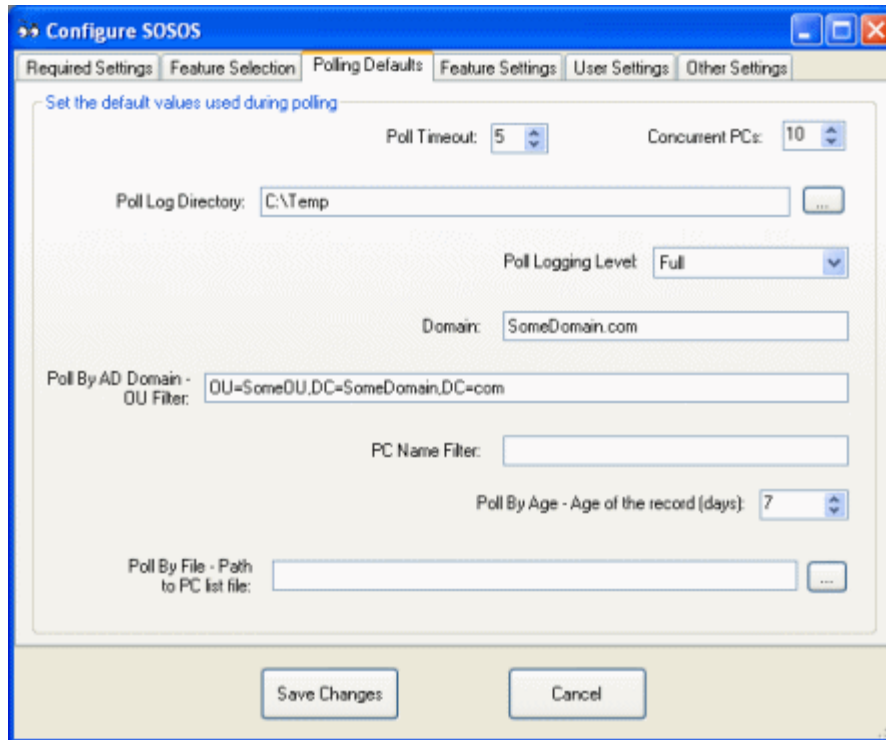 Configure SOSOS
Required Settings Feature Selection Polling Defaults Feature Settings User Settings Other Settings
Set the default values used during polling
Poll Timeout: 5 Concurrent PCs: 10
Poll Log Directory: C:\Temp ...
Poll Logging Level: Full
Domain: SomeDomain.com
Poll By AD Domain -
OU Filter: OU=SomeOU,DC=SomeDomain,DC=com
PC Name Filter:
Poll By Age - Age of the record (days): 7
Poll By File - Path
to PC list file: ...
Save Changes Cancel